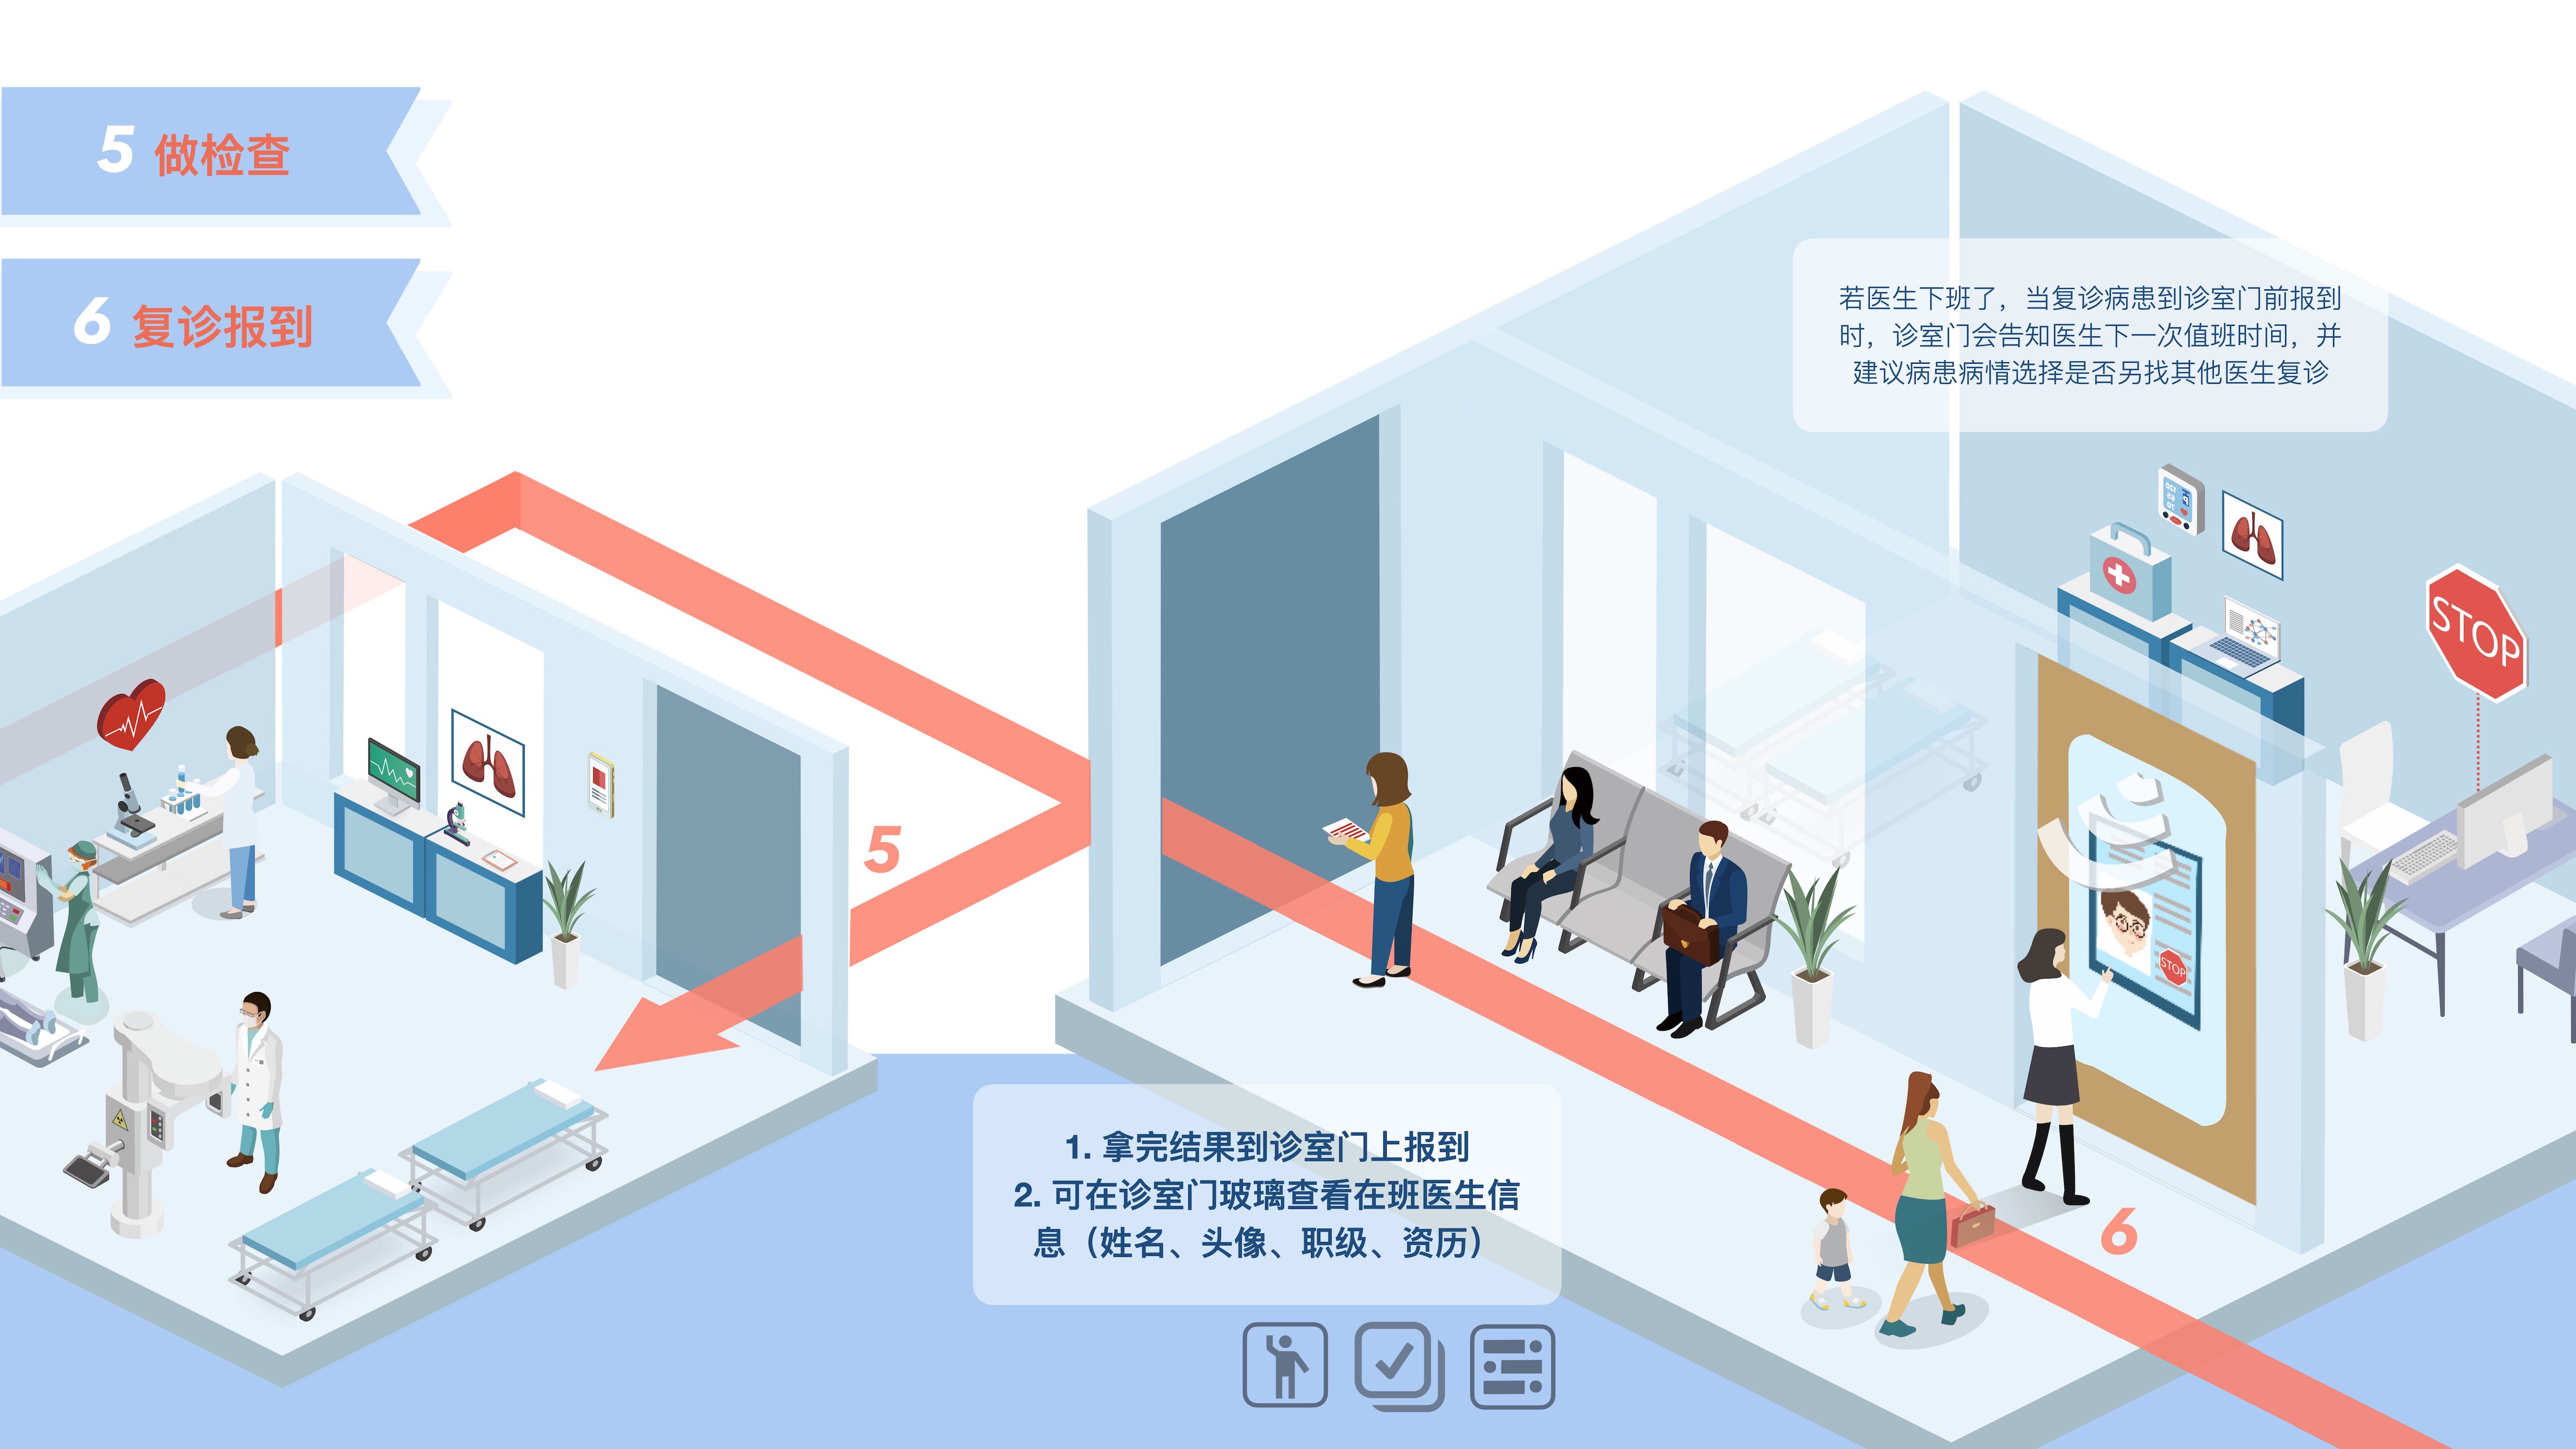 5 做检查
6 复诊报到
若医生下班了，当复诊病患到诊室门前报到
时，诊室门会告知医生下一次值班时间，并
建议病患病情选择是否另找其他医生复诊
STOP
STOP
5
1. 拿完结果到诊室门上报到
2. 可在诊室门玻璃查看在班医生信
息（姓名、头像、职级、资历）
6